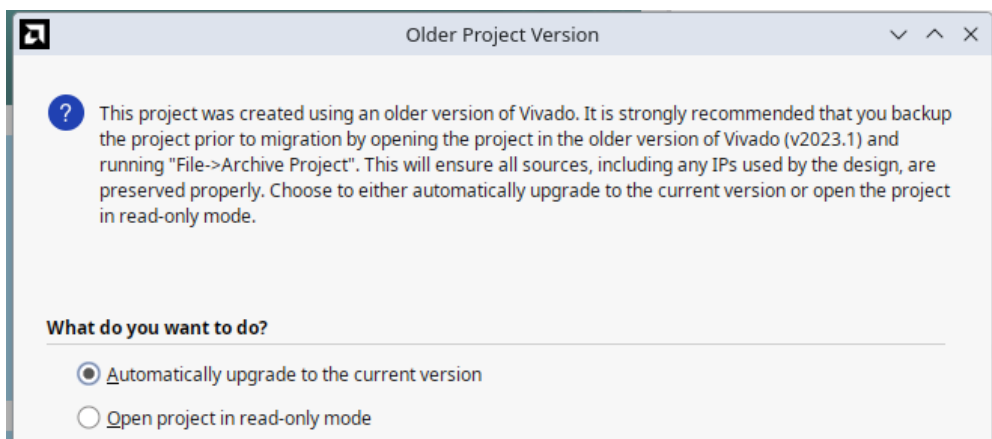 Older Project Version
This project was created using an older version of Vivado. It is strongly recommended that you backup
the project prior to migration by opening the project in the older version of Vivado (v2023.1) and
running "File->Archive Project". This will ensure all sources, including any IPs used by the design, are
preserved properly. Choose to either automatically upgrade to the current version or open the project
in read-only mode.
What do you want to do?
Automatically upgrade to the current version
Open project in read-only mode